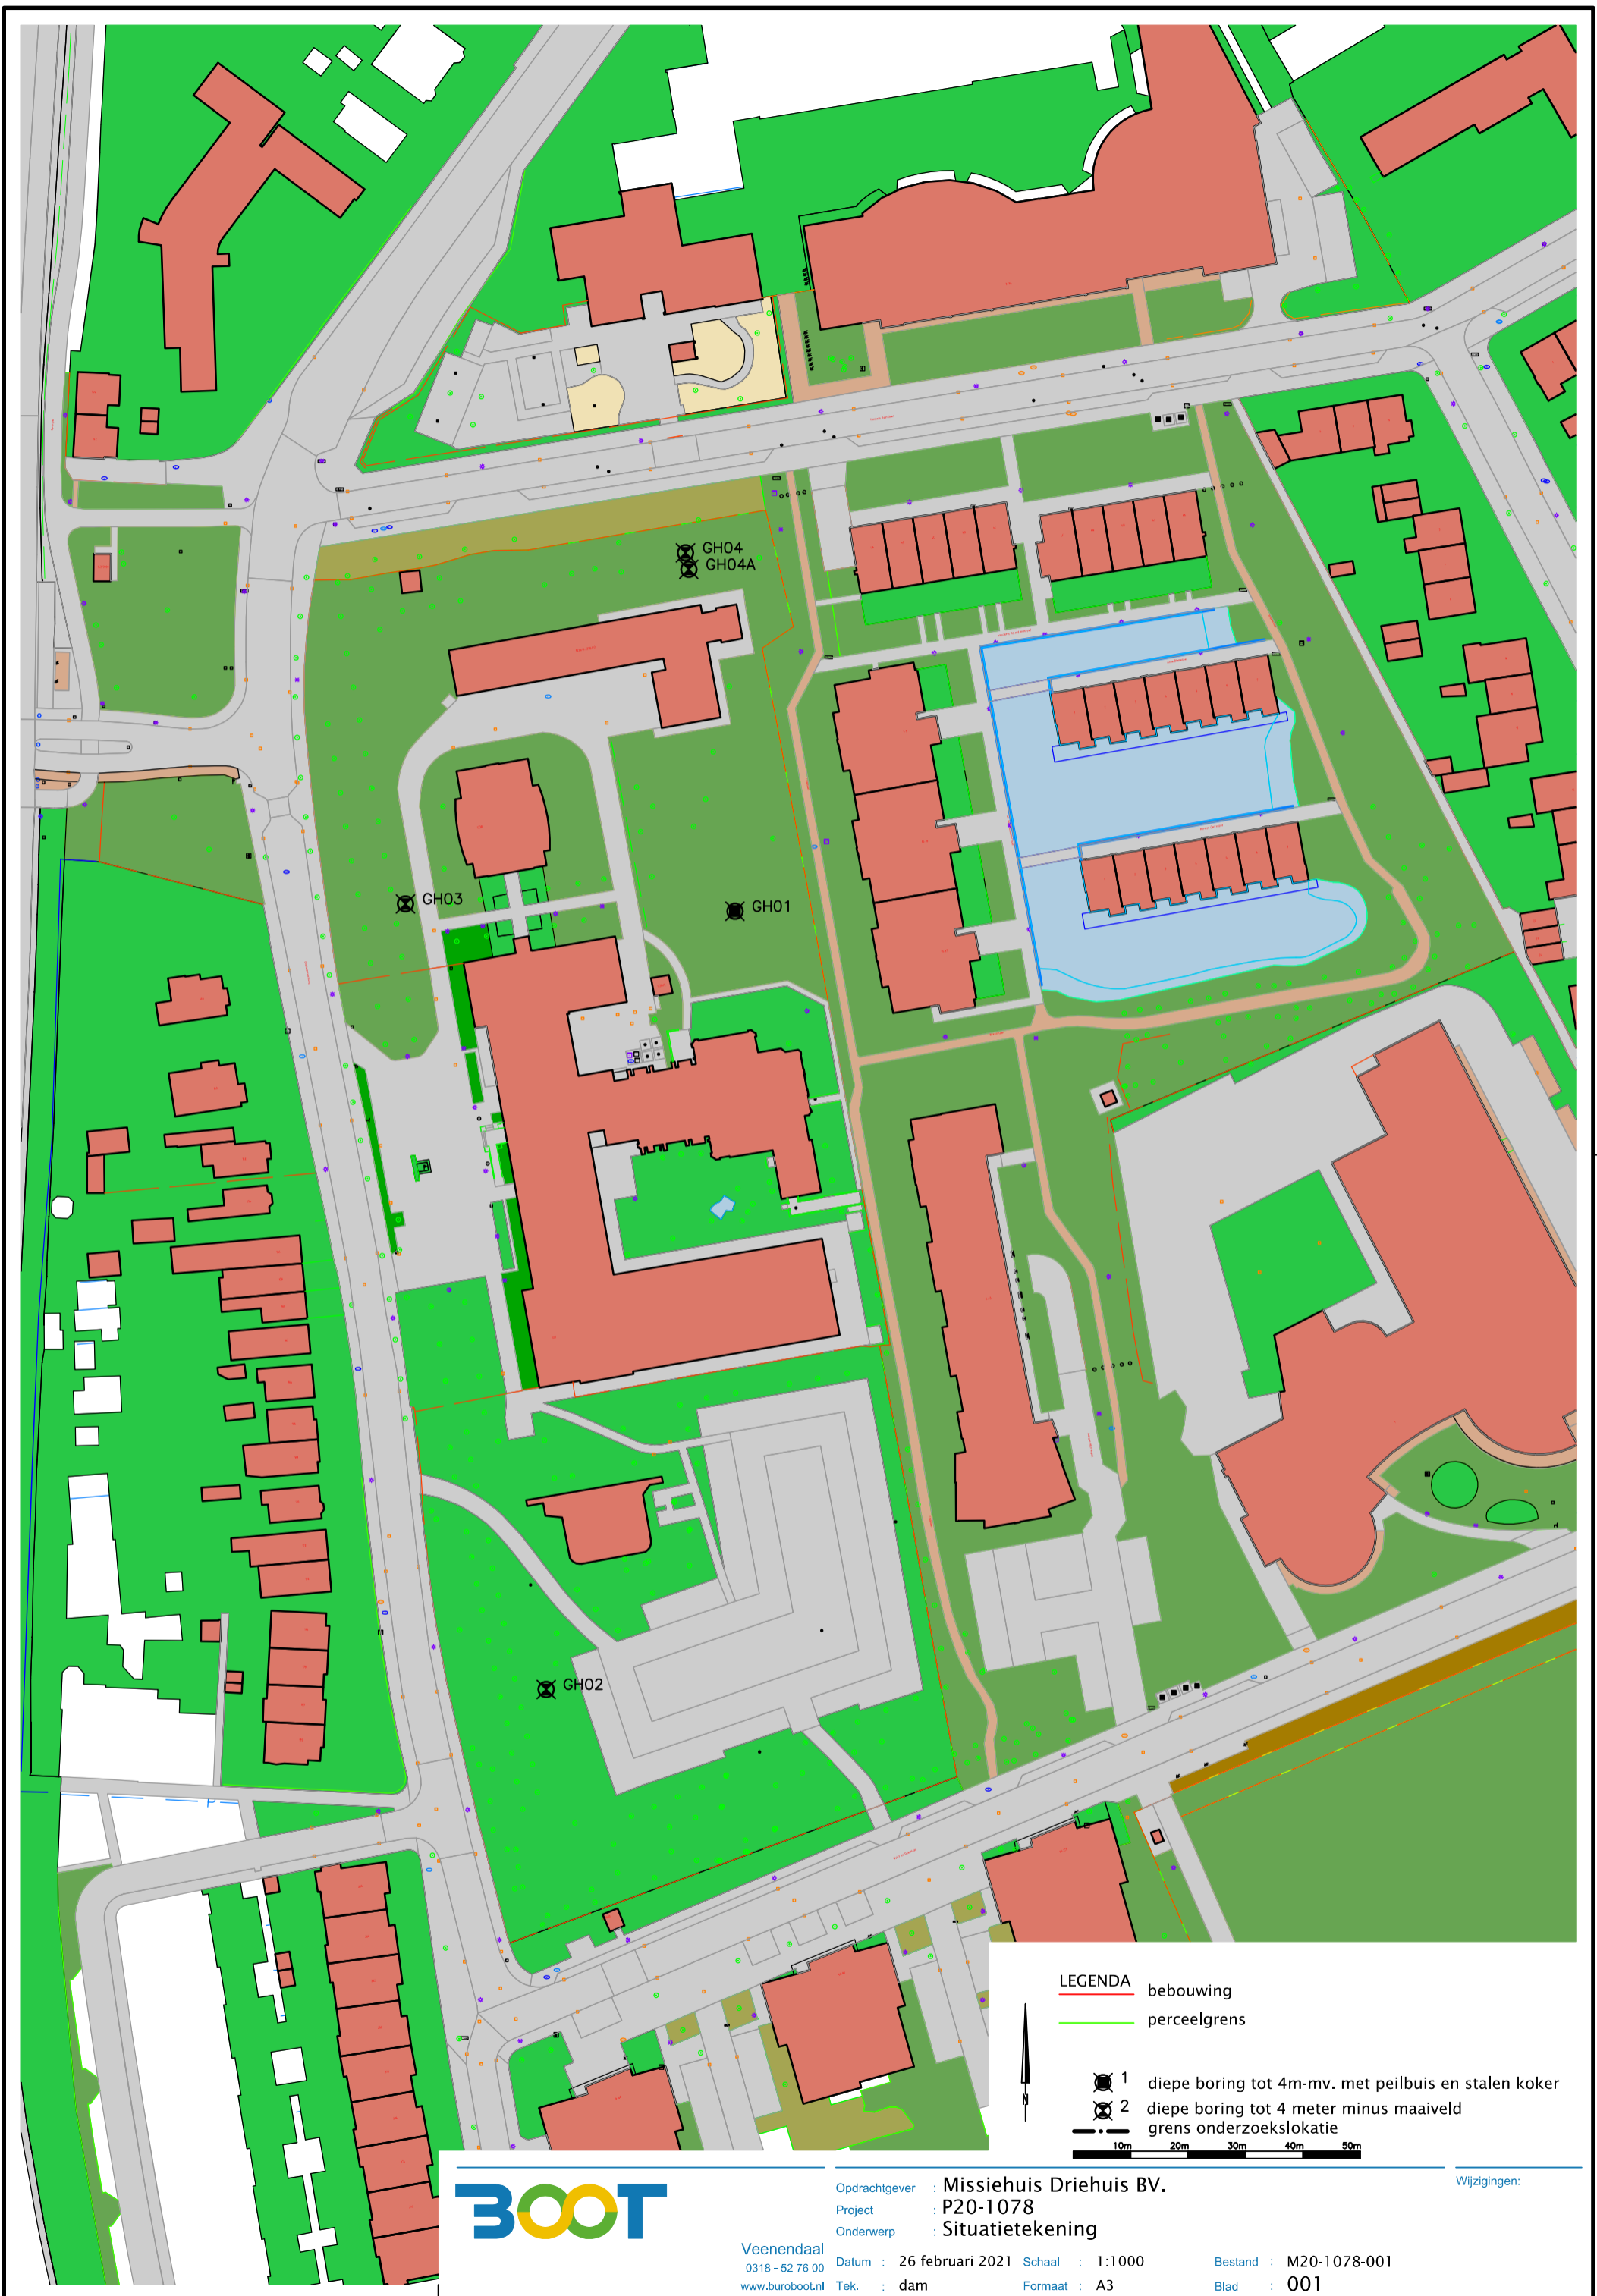 GH04
GH04A
GH03
GH01
GH02
LEGENDA
bebouwing
perceelgrens
1 diepe boring tot 4m-mv. met peilbuis en stalen koker
2 diepe boring tot 4 meter minus maaiveld
grens onderzoekslokatie
N
10m 20m 30m 40m 50m
BOOT
Veenendaal
0318 - 52 76 00
www.buroboot.nl
Opdrachtgever : Missiehuis Driehuis BV.
Project : P20-1078
Onderwerp : Situatietekening
Datum : 26 februari 2021 Schaal : 1:1000 Bestand : M20-1078-001
Tek. : dam Formaat : A3 Blad : 001
Wijzigingen: